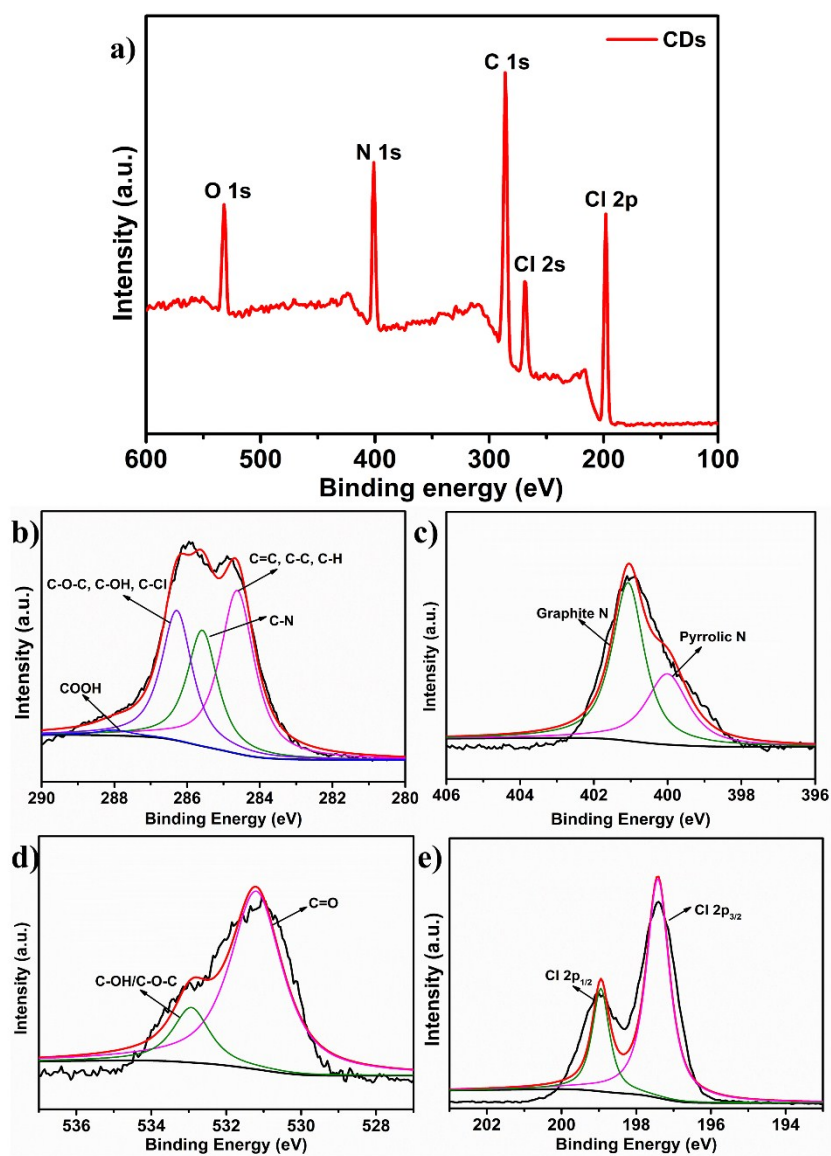 a)
CDs
C 1s
N 1s
O 1s
Cl 2p
Cl 2s
Intensity (a.u.)
600 500 400 300 200 100
Binding energy (eV)
b)
C=C, C-C, C-H
C-O-C, C-OH, C-Cl
C-N
COOH
Intensity (a.u.)
290 288 286 284 282 280
Binding Energy (eV)
c)
Graphite N
Pyrrolic N
Intensity (a.u.)
406 404 402 400 398 396
Binding Energy (eV)
d)
C=O
C-OH/C-O-C
Intensity (a.u.)
536 534 532 530 528
Binding Energy (eV)
e)
Cl 2p3/2
Cl 2p1/2
Intensity (a.u.)
202 200 198 196 194
Binding Energy (eV)